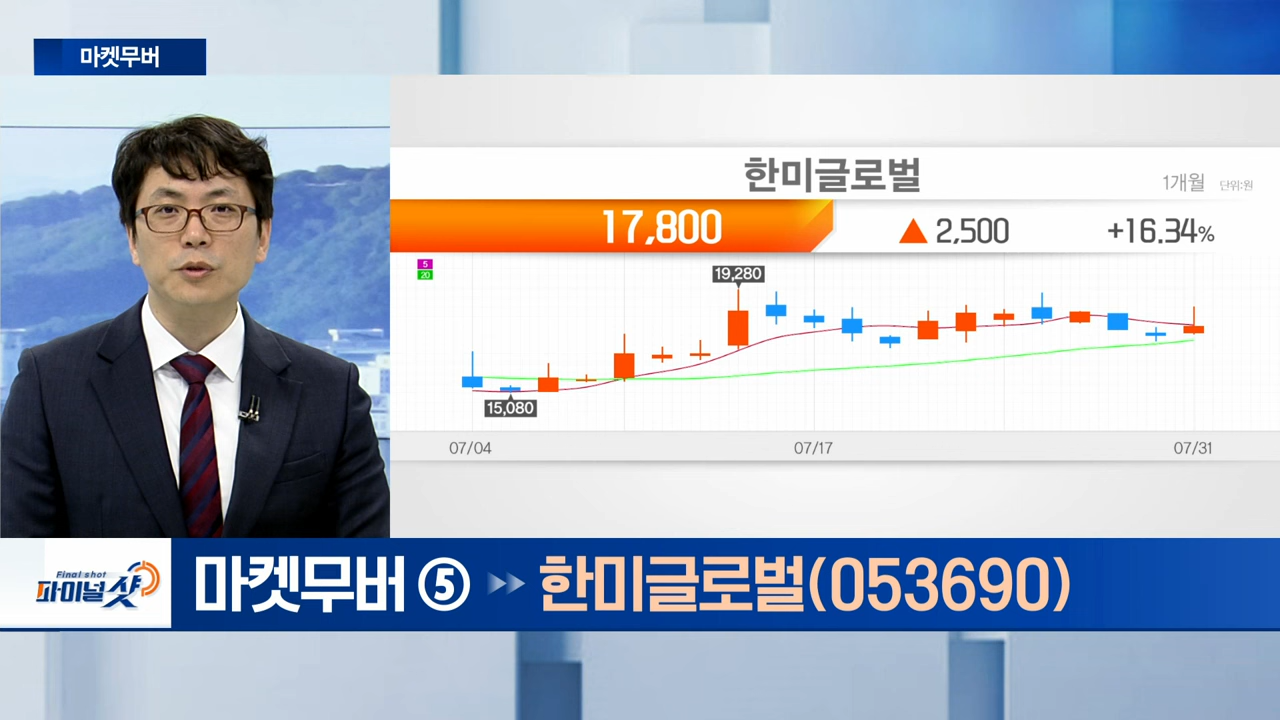 마켓무버
한미글로벌
1개월 단위:원
17,800 ▲ 2,500 +16.34%
5
20
19,280
15,080
07/04 07/17 07/31
Final shot
파이널샷
마켓무버 ⑤ 한미글로벌(053690)